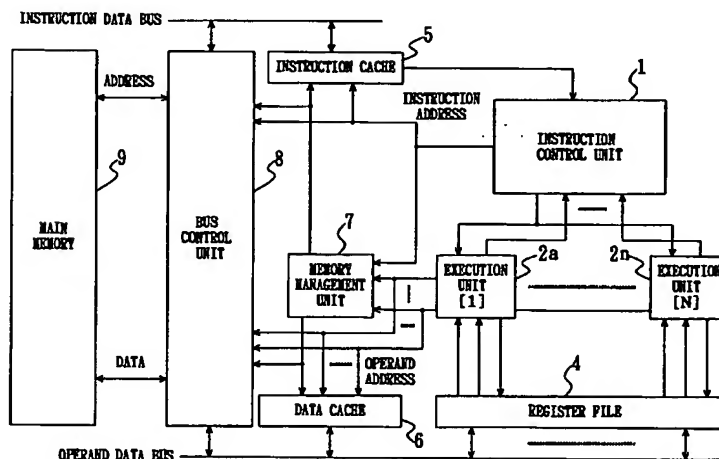 INSTRUCTION DATA BUS
5
INSTRUCTION CACHE
1
ADDRESS
INSTRUCTION
ADDRESS
INSTRUCTION
CONTROL UNIT
9
8
MAIN
MEMORY
BUS
CONTROL
UNIT
7
MEMORY
MANAGEMENT
UNIT
EXECUTION
UNIT
[1]
2a
2n
EXECUTION
UNIT
[N]
DATA
OPERAND
ADDRESS
4
DATA CACHE
REGISTER FILE
6
OPERAND DATA BUS